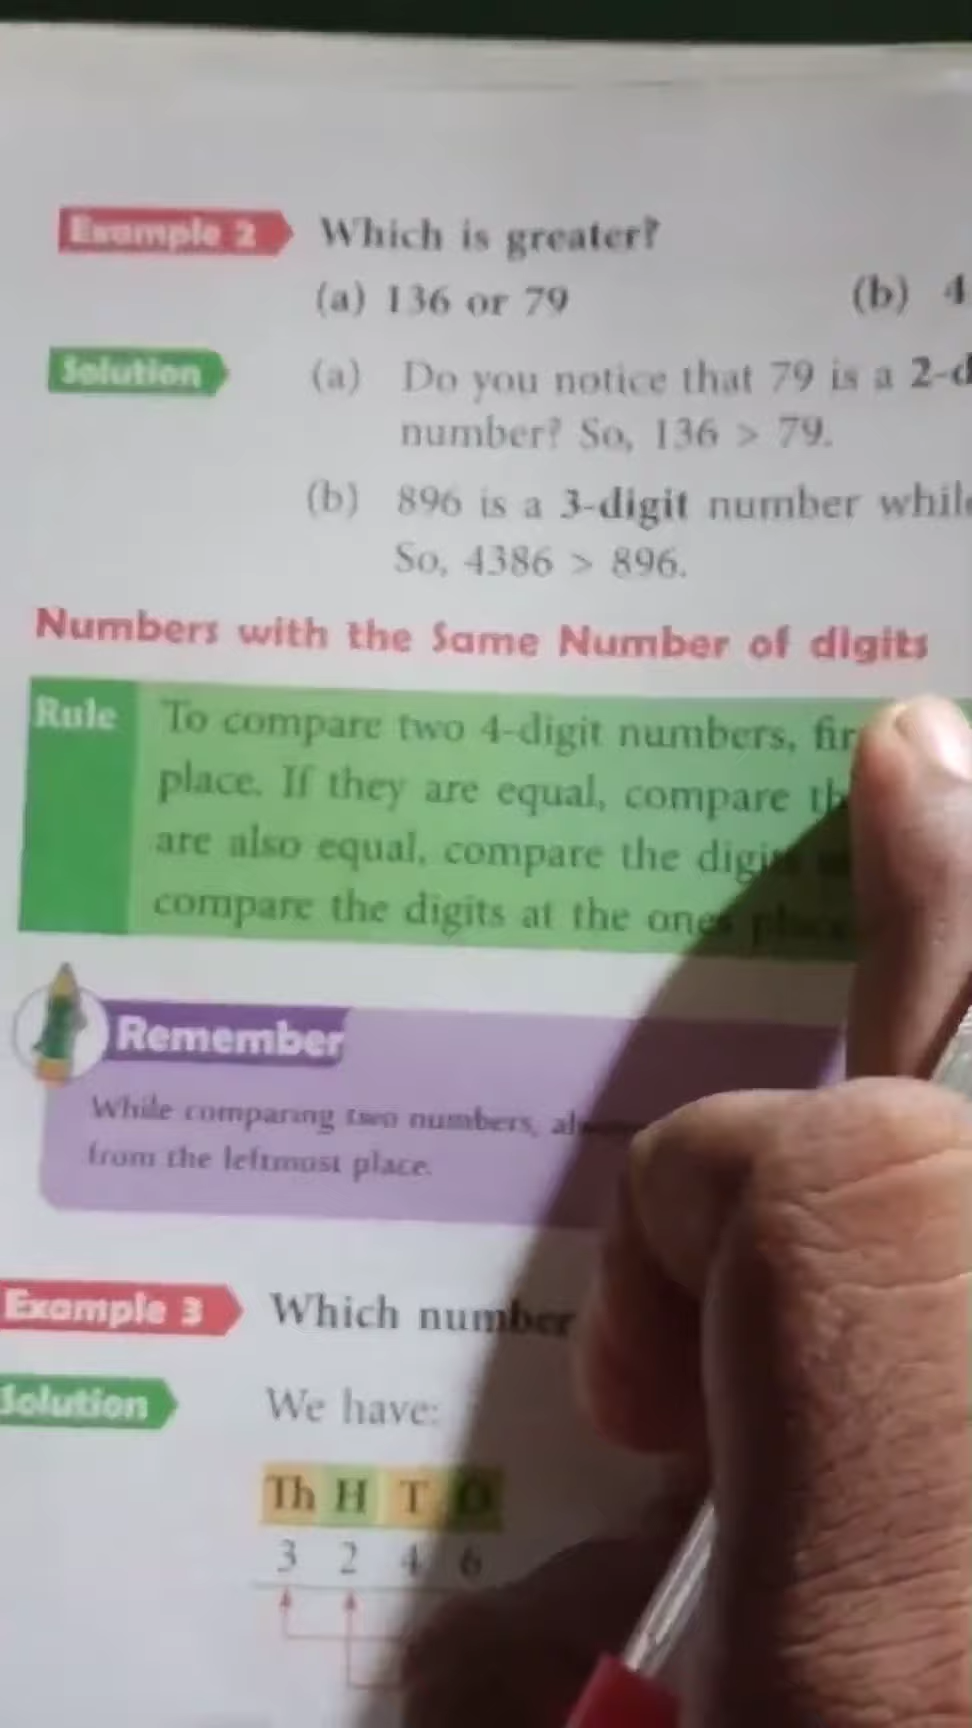 Example 2 Which is greater?
(a) 136 or 79 (b) 4
Solution (a) Do you notice that 79 is a 2-d
number? So, 136 > 79.
(b) 896 is a 3-digit number while
So, 4386 > 896.
Numbers with the Same Number of digits
Rule To compare two 4-digit numbers, fir
place. If they are equal, compare th
are also equal, compare the digits
compare the digits at the ones place
Remember
While comparing two numbers, al
from the leftmost place.
Example 3 Which number
Solution We have:
Th H T O
3 2 4 6